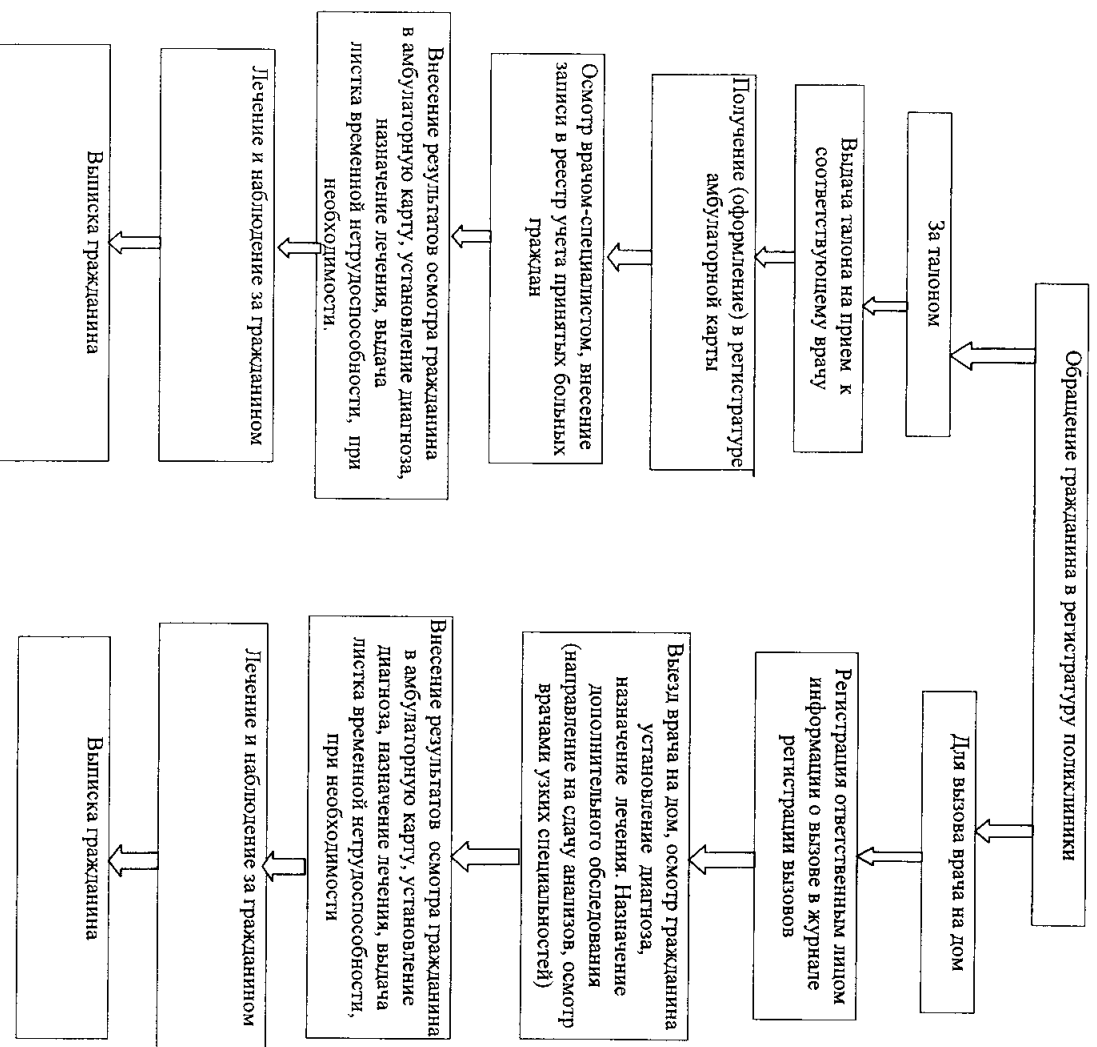 Обращение гражданина в регистратуру поликлиники
За талоном
Выдача талона на прием к
соответствующему врачу
Получение (оформление) в регистратуре
амбулаторной карты
Осмотр врачом-специалистом, внесение
записи в реестр учета принятых больных
граждан
Внесение результатов осмотра гражданина
в амбулаторную карту, установление диагноза,
назначение лечения, выдача
листка временной нетрудоспособности, при
необходимости.
Лечение и наблюдение за гражданином
Выписка гражданина
Для вызова врача на дом
Регистрация ответственным лицом
информации о вызове в журнале
регистрации вызовов
Выезд врача на дом, осмотр гражданина
установление диагноза,
назначение лечения. Назначение
дополнительного обследования
(направление на сдачу анализов, осмотр
врачами узких специальностей)
Внесение результатов осмотра гражданина
в амбулаторную карту, установление
диагноза, назначение лечения, выдача
листка временной нетрудоспособности,
при необходимости
Лечение и наблюдение за гражданином
Выписка гражданина